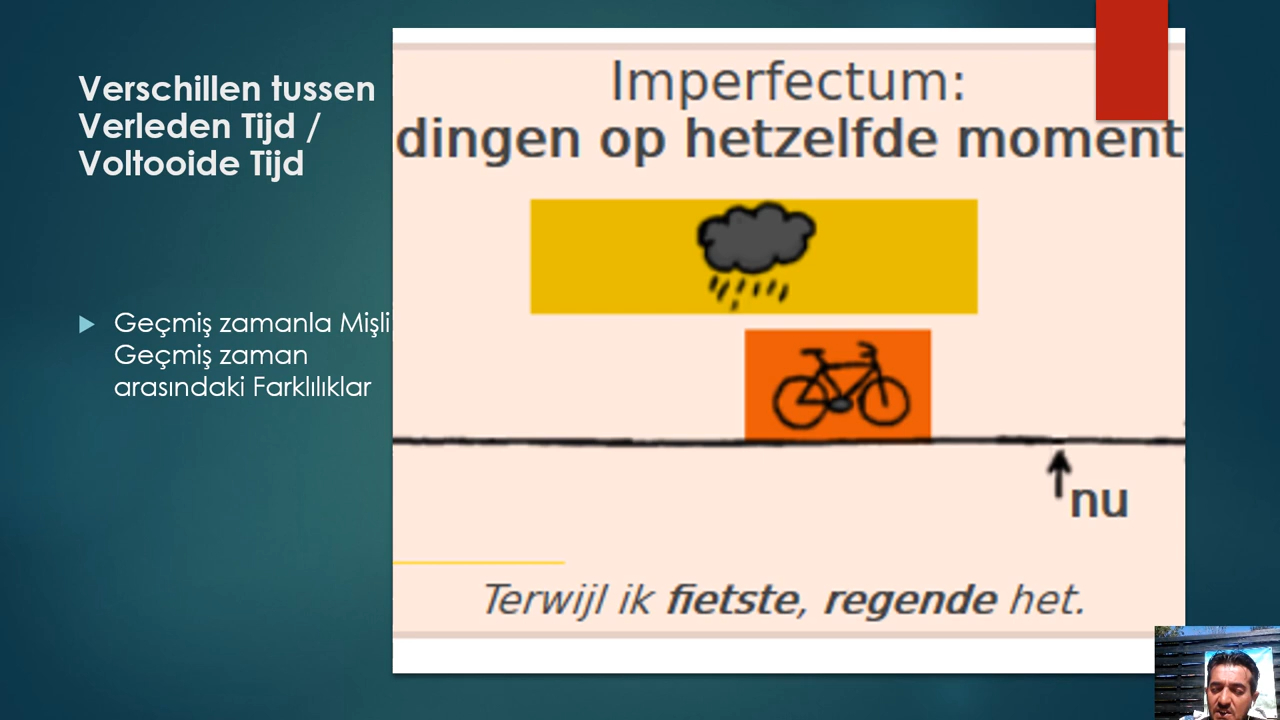 Verschillen tussen
Verleden Tijd /
Voltooide Tijd
Geçmiş zamanla Mişli
Geçmiş zaman
arasındaki Farklılıklar
Imperfectum:
dingen op hetzelfde moment
nu
Terwijl ik fietste, regende het.